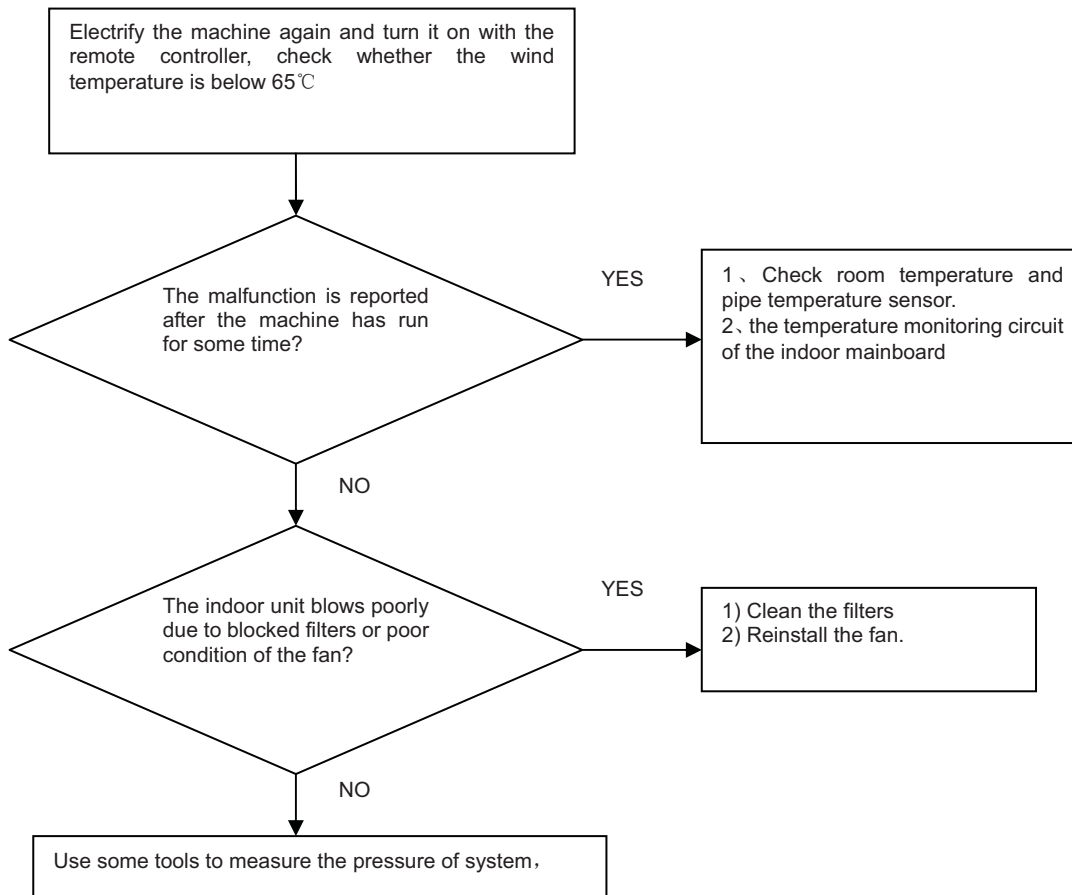 Electrify the machine again and turn it on with the
remote controller, check whether the wind
temperature is below 65℃
The malfunction is reported
after the machine has run
for some time?
YES
1、Check room temperature and
pipe temperature sensor.
2、the temperature monitoring circuit
of the indoor mainboard
NO
The indoor unit blows poorly
due to blocked filters or poor
condition of the fan?
YES
1) Clean the filters
2) Reinstall the fan.
NO
Use some tools to measure the pressure of system，